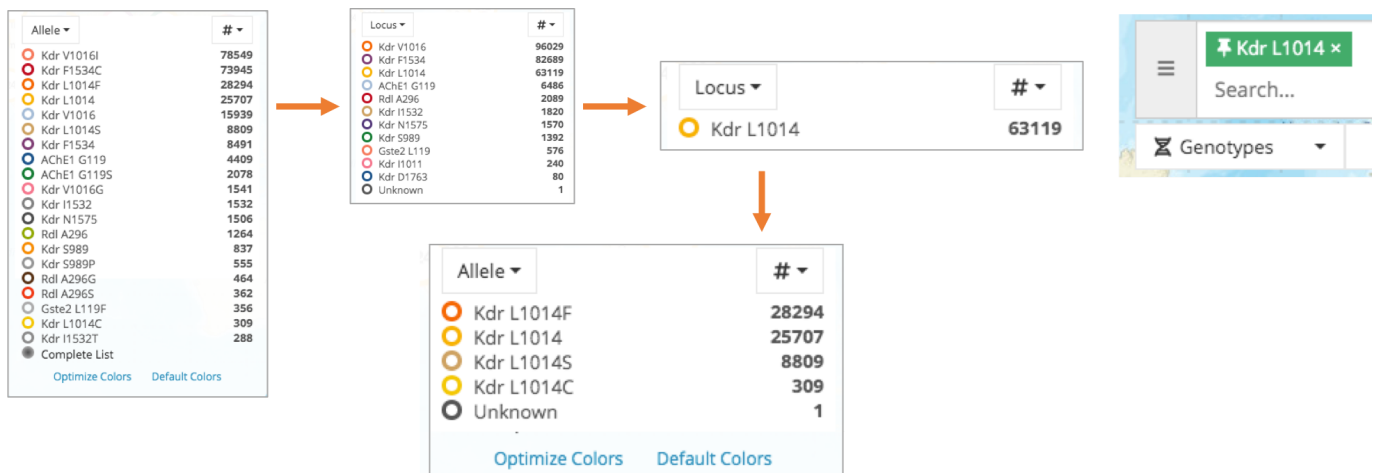 Allele #
Kdr V1016I 78549
Kdr F1534C 73945
Kdr L1014F 28294
Kdr L1014 25707
Kdr V1016 15939
Kdr L1014S 8809
Kdr F1534 8491
AChE1 G119 4409
AChE1 G119S 2078
Kdr V1016G 1541
Kdr I1532 1532
Kdr N1575 1506
Rdl A296 1264
Kdr S989 837
Kdr S989P 555
Rdl A296G 464
Rdl A296S 362
Gste2 L119F 356
Kdr L1014C 309
Kdr I1532T 288
Complete List
Optimize Colors Default Colors
Locus #
Kdr V1016 96029
Kdr F1534 82689
Kdr L1014 63119
AChE1 G119 6486
Rdl A296 2089
Kdr I1532 1820
Kdr N1575 1570
Kdr S989 1392
Gste2 L119 576
Kdr I1011 240
Kdr D1763 80
Unknown 1
Locus #
Kdr L1014 63119
Kdr L1014 ×
Search...
Genotypes
Allele #
Kdr L1014F 28294
Kdr L1014 25707
Kdr L1014S 8809
Kdr L1014C 309
Unknown 1
Optimize Colors Default Colors